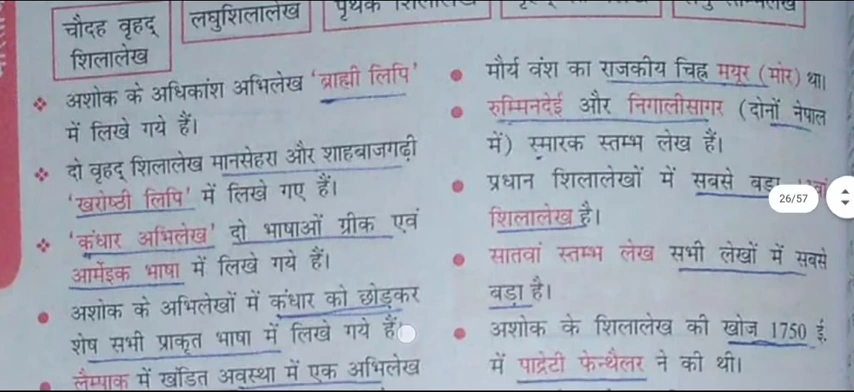 चौदह वृहद्
शिलालेख
लघुशिलालेख
पृथक
अशोक के अधिकांश अभिलेख 'ब्राह्मी लिपि'
में लिखे गये हैं।
दो वृहद् शिलालेख मानसेहरा और शाहबाजगढ़ी
'खरोष्ठी लिपि' में लिखे गए हैं।
'कंधार अभिलेख' दो भाषाओं ग्रीक एवं
आर्मेइक भाषा में लिखे गये हैं।
अशोक के अभिलेखों में कंधार को छोड़कर
शेष सभी प्राकृत भाषा में लिखे गये हैं
लैम्पाक में खंडित अवस्था में एक अभिलेख
मौर्य वंश का राजकीय चिह्न मयूर (मोर) था।
रुम्मिनदेई और निगालीसागर (दोनों नेपाल
में) स्मारक स्तम्भ लेख हैं।
प्रधान शिलालेखों में सबसे बड़ा
शिलालेख है।
सातवां स्तम्भ लेख सभी लेखों में सबसे
बड़ा है।
अशोक के शिलालेख की खोज 1750 ई.
में पाद्रेटी फेन्थैलर ने की थी।
26/57